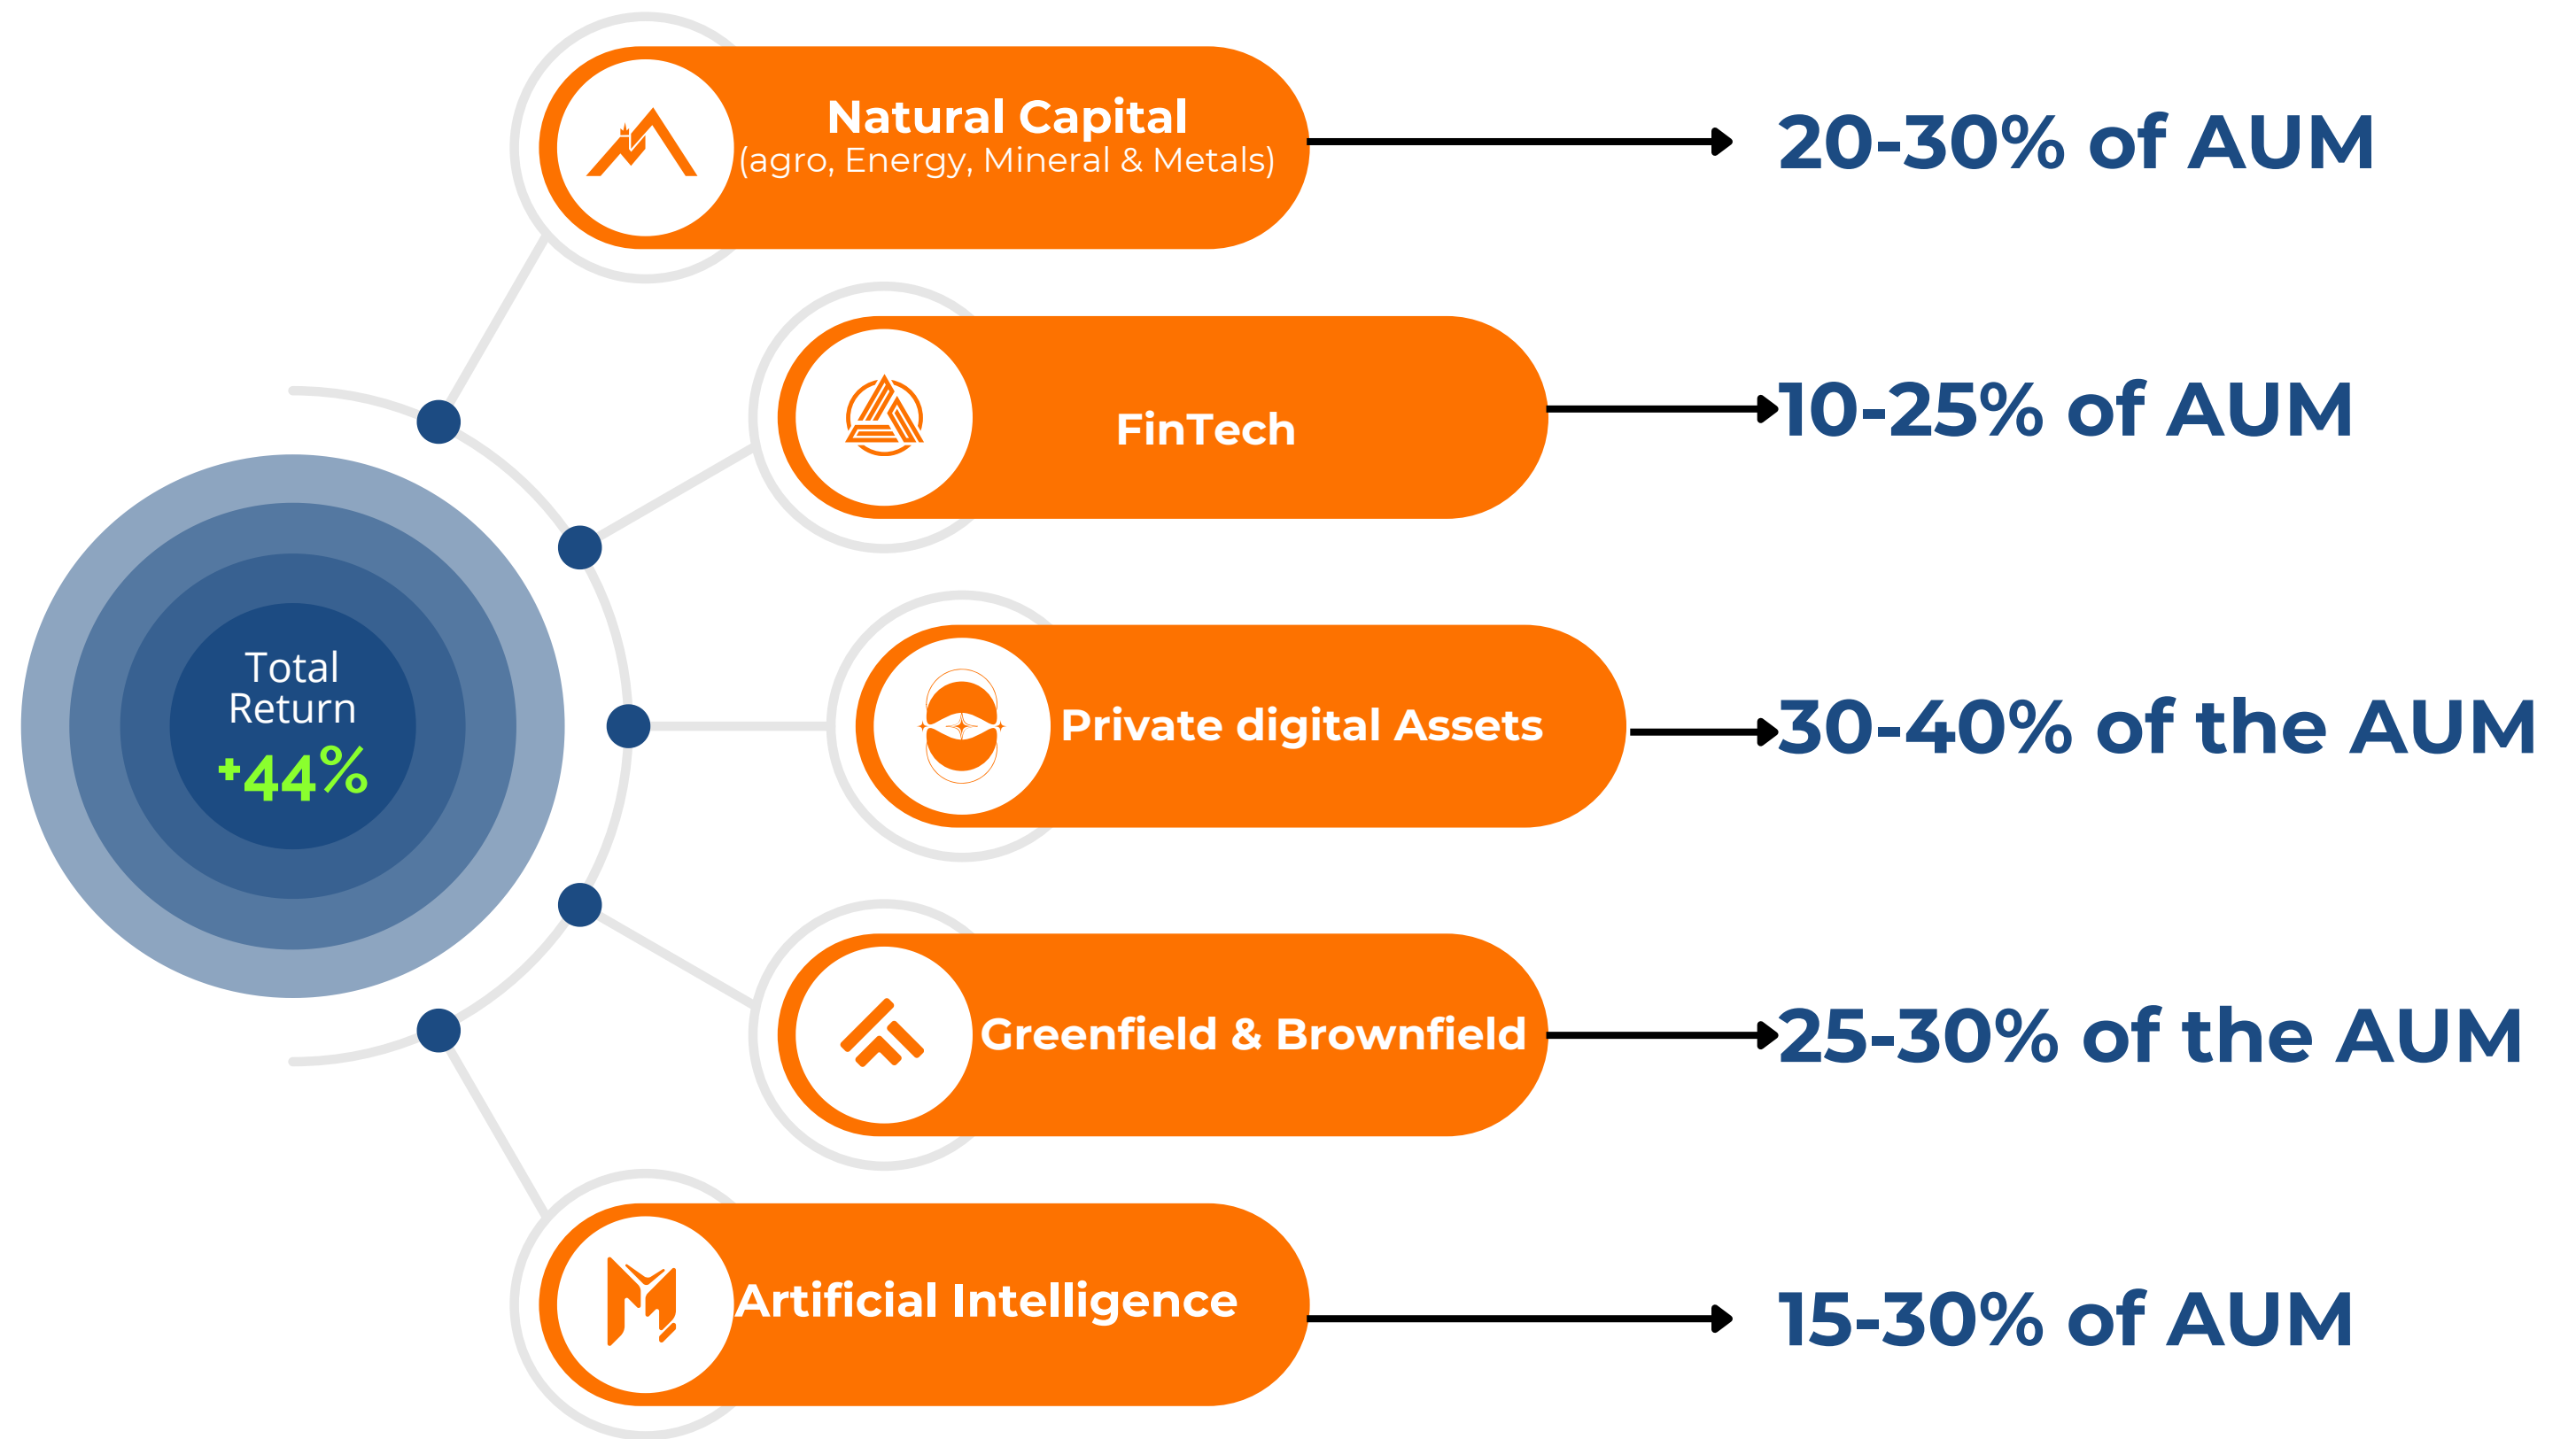 Natural Capital
(agro, Energy, Mineral & Metals)
20-30% of AUM
FinTech
10-25% of AUM
Total
Return
+44%
Private digital Assets
30-40% of the AUM
Greenfield & Brownfield
25-30% of the AUM
Artificial Intelligence
15-30% of AUM